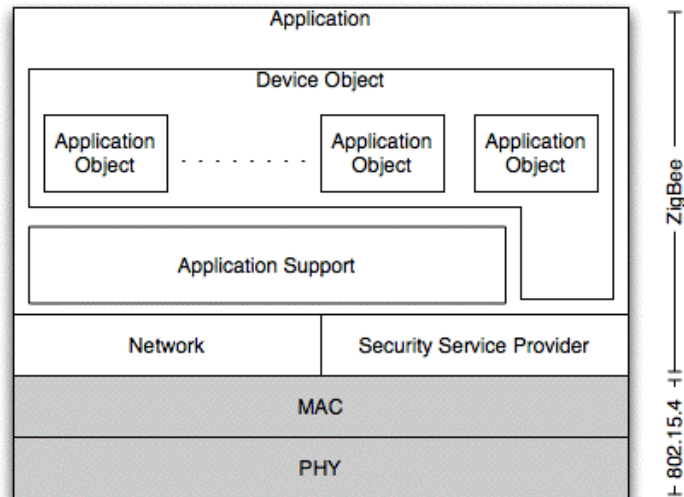 Application
Device Object
Application
Object
Application
Object
Application
Object
Application Support
Network
Security Service Provider
MAC
PHY
ZigBee
802.15.4